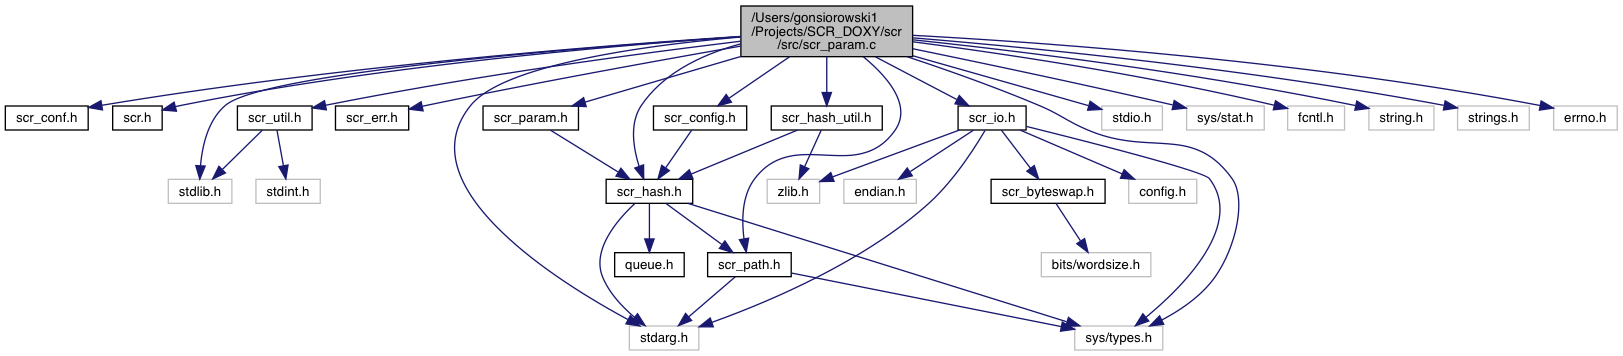 /Users/gonsiorowski1
/Projects/SCR_DOXY/scr
/src/scr_param.c
scr_conf.h
scr.h
scr_util.h
scr_err.h
scr_param.h
scr_config.h
scr_hash_util.h
scr_io.h
stdio.h
sys/stat.h
fcntl.h
string.h
strings.h
errno.h
stdlib.h
stdint.h
scr_hash.h
zlib.h
endian.h
scr_byteswap.h
config.h
queue.h
scr_path.h
bits/wordsize.h
stdarg.h
sys/types.h